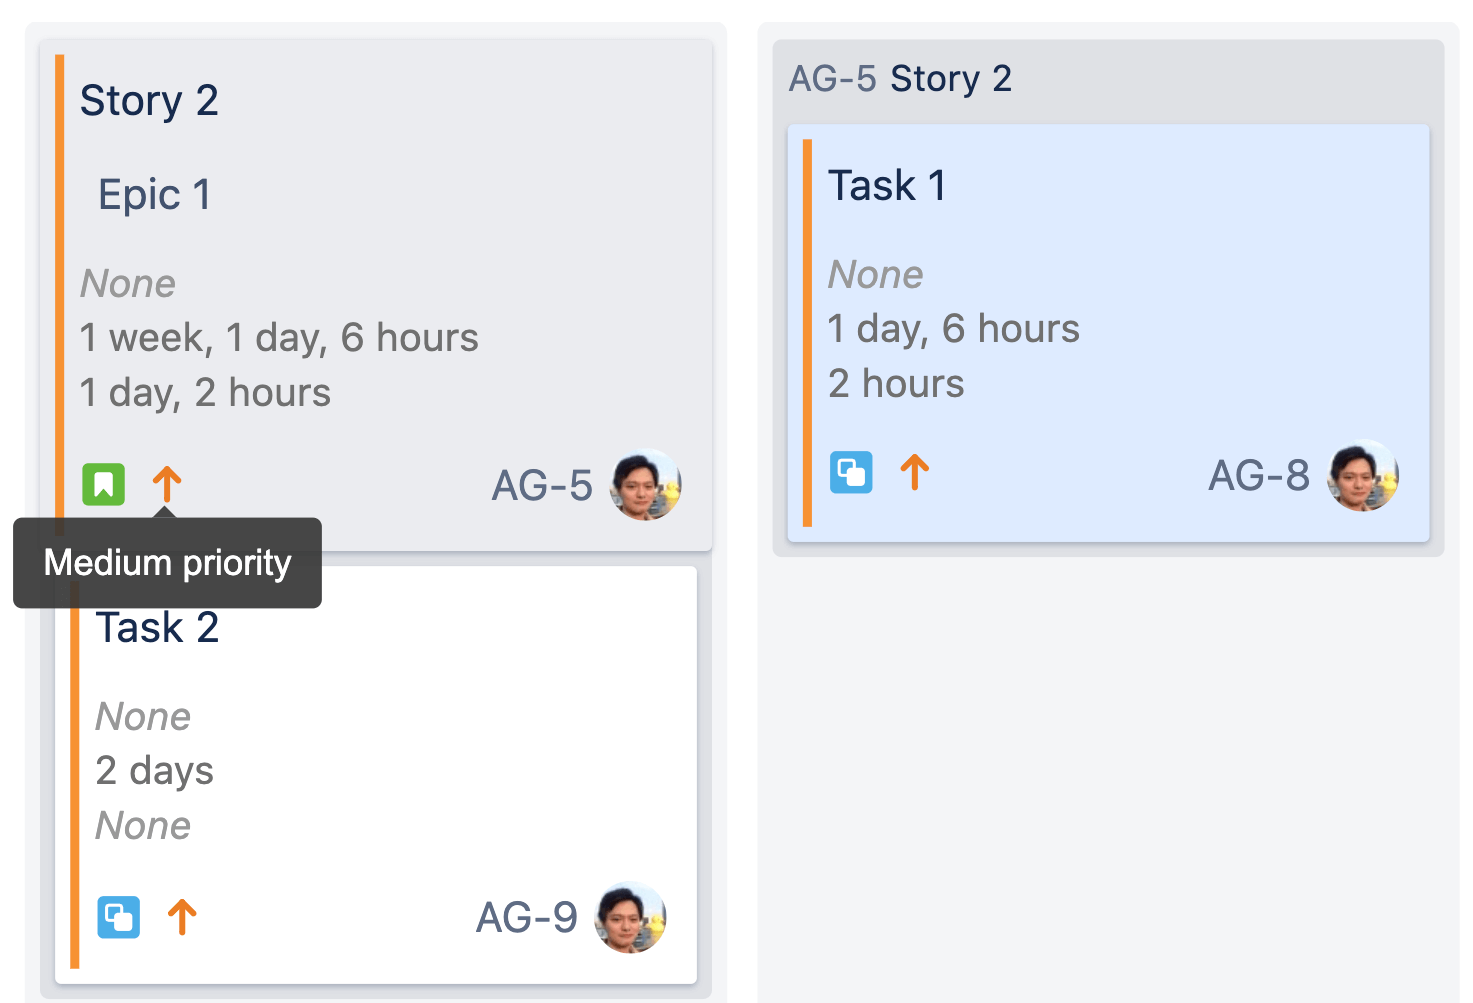 Story 2
Epic 1
None
1 week, 1 day, 6 hours
1 day, 2 hours
AG-5
Medium priority
Task 2
None
2 days
None
AG-9
AG-5 Story 2
Task 1
None
1 day, 6 hours
2 hours
AG-8